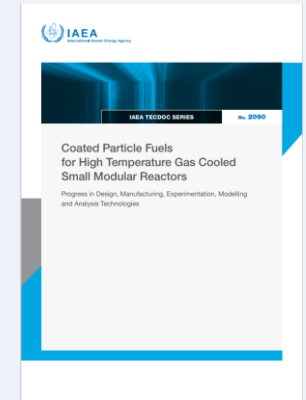 IAEA
International Atomic Energy Agency
IAEA TECDOC SERIES
No. 2090
Coated Particle Fuels
for High Temperature Gas Cooled
Small Modular Reactors
Progress in Design, Manufacturing, Experimentation, Modelling
and Analysis Technologies